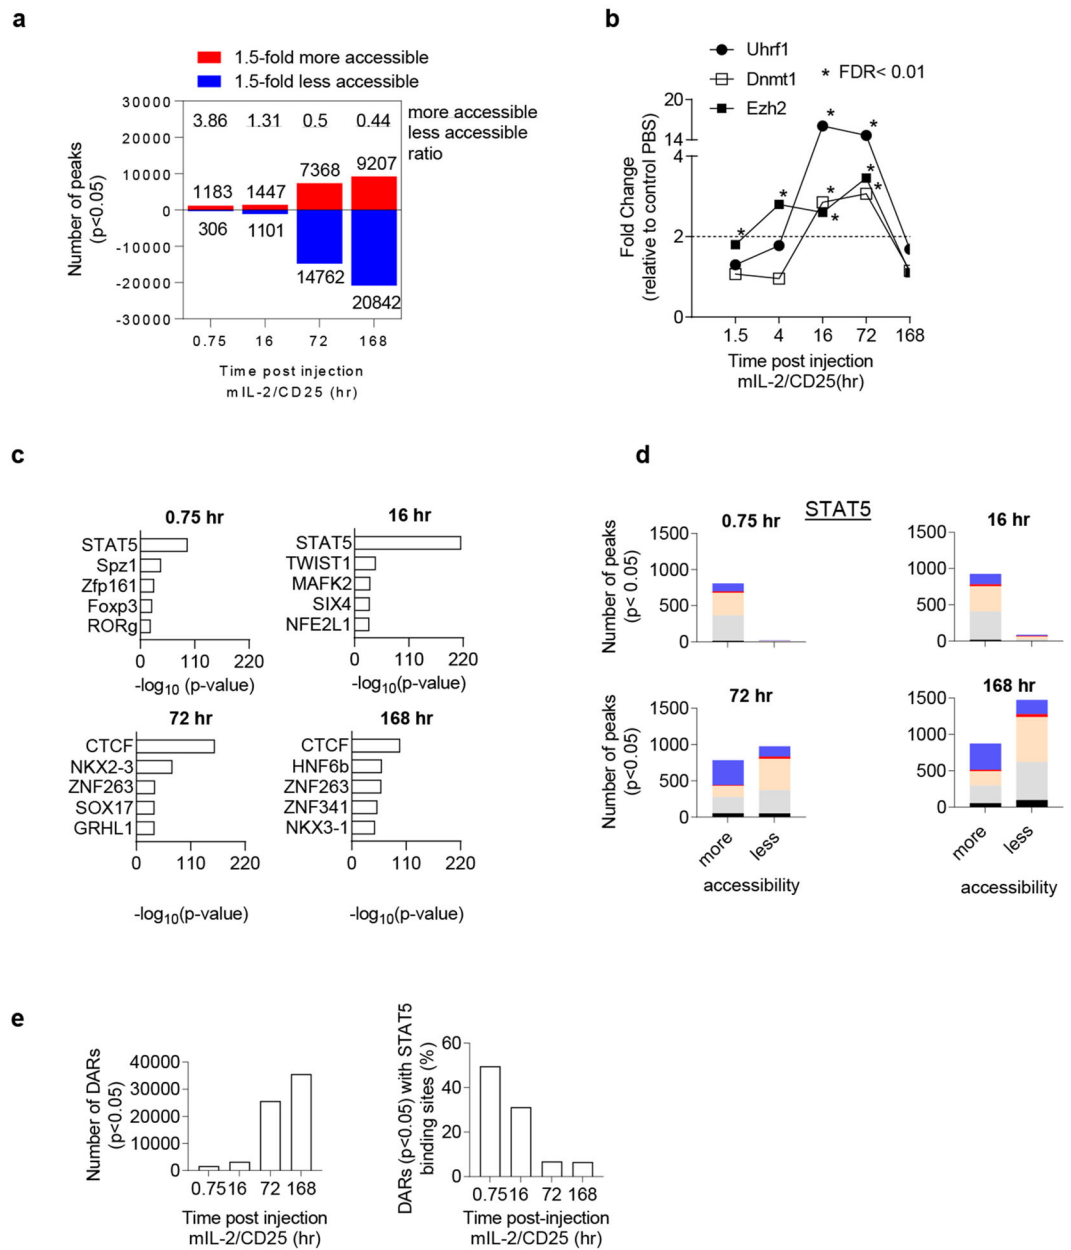 a
1.5-fold more accessible
1.5-fold less accessible
Number of peaks
(p<0.05)
30000
20000
10000
0
-10000
-20000
-30000
3.86 1.31 0.5 0.44
more accessible
less accessible
ratio
1183 1447 7368 9207
306 1101 14762 20842
0.75 16 72 168
Time post injection
mIL-2/CD25 (hr)
b
Uhrf1
Dnmt1
Ezh2
* FDR< 0.01
Fold Change
(relative to control PBS)
20
14
4
2
0
* * * * * * * *
1.5 4 16 72 168
Time post injection
mIL-2/CD25(hr)
c
0.75 hr
STAT5
Spz1
Zfp161
Foxp3
RORg
0 110 220
-log10 (p-value)
16 hr
STAT5
TWIST1
MAFK2
SIX4
NFE2L1
0 110 220
-log10(p-value)
72 hr
CTCF
NKX2-3
ZNF263
SOX17
GRHL1
0 110 220
-log10(p-value)
168 hr
CTCF
HNF6b
ZNF263
ZNF341
NKX3-1
0 110 220
-log10(p-value)
d
STAT5
0.75 hr
Number of peaks
(p< 0.05)
1500
1000
500
0
16 hr
1500
1000
500
0
72 hr
Number of peaks
(p<0.05)
1500
1000
500
0
more less
accessibility
168 hr
1500
1000
500
0
more less
accessibility
e
Number of DARs
(p<0.05)
40000
30000
20000
10000
0
0.75 16 72 168
Time post injection
mIL-2/CD25 (hr)
DARs (p<0.05) with STAT5
binding sites (%)
60
40
20
0
0.75 16 72 168
Time post-injection
mIL-2/CD25 (hr)